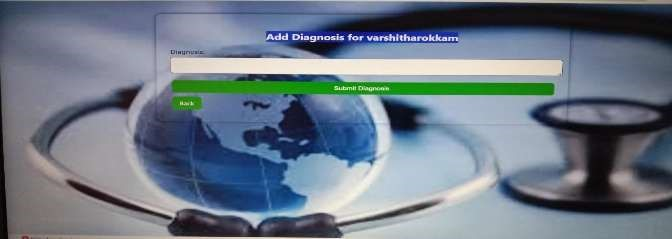 Add Diagnosis for varshitharokkam
Diagnosis:
Submit Diagnosis
Back